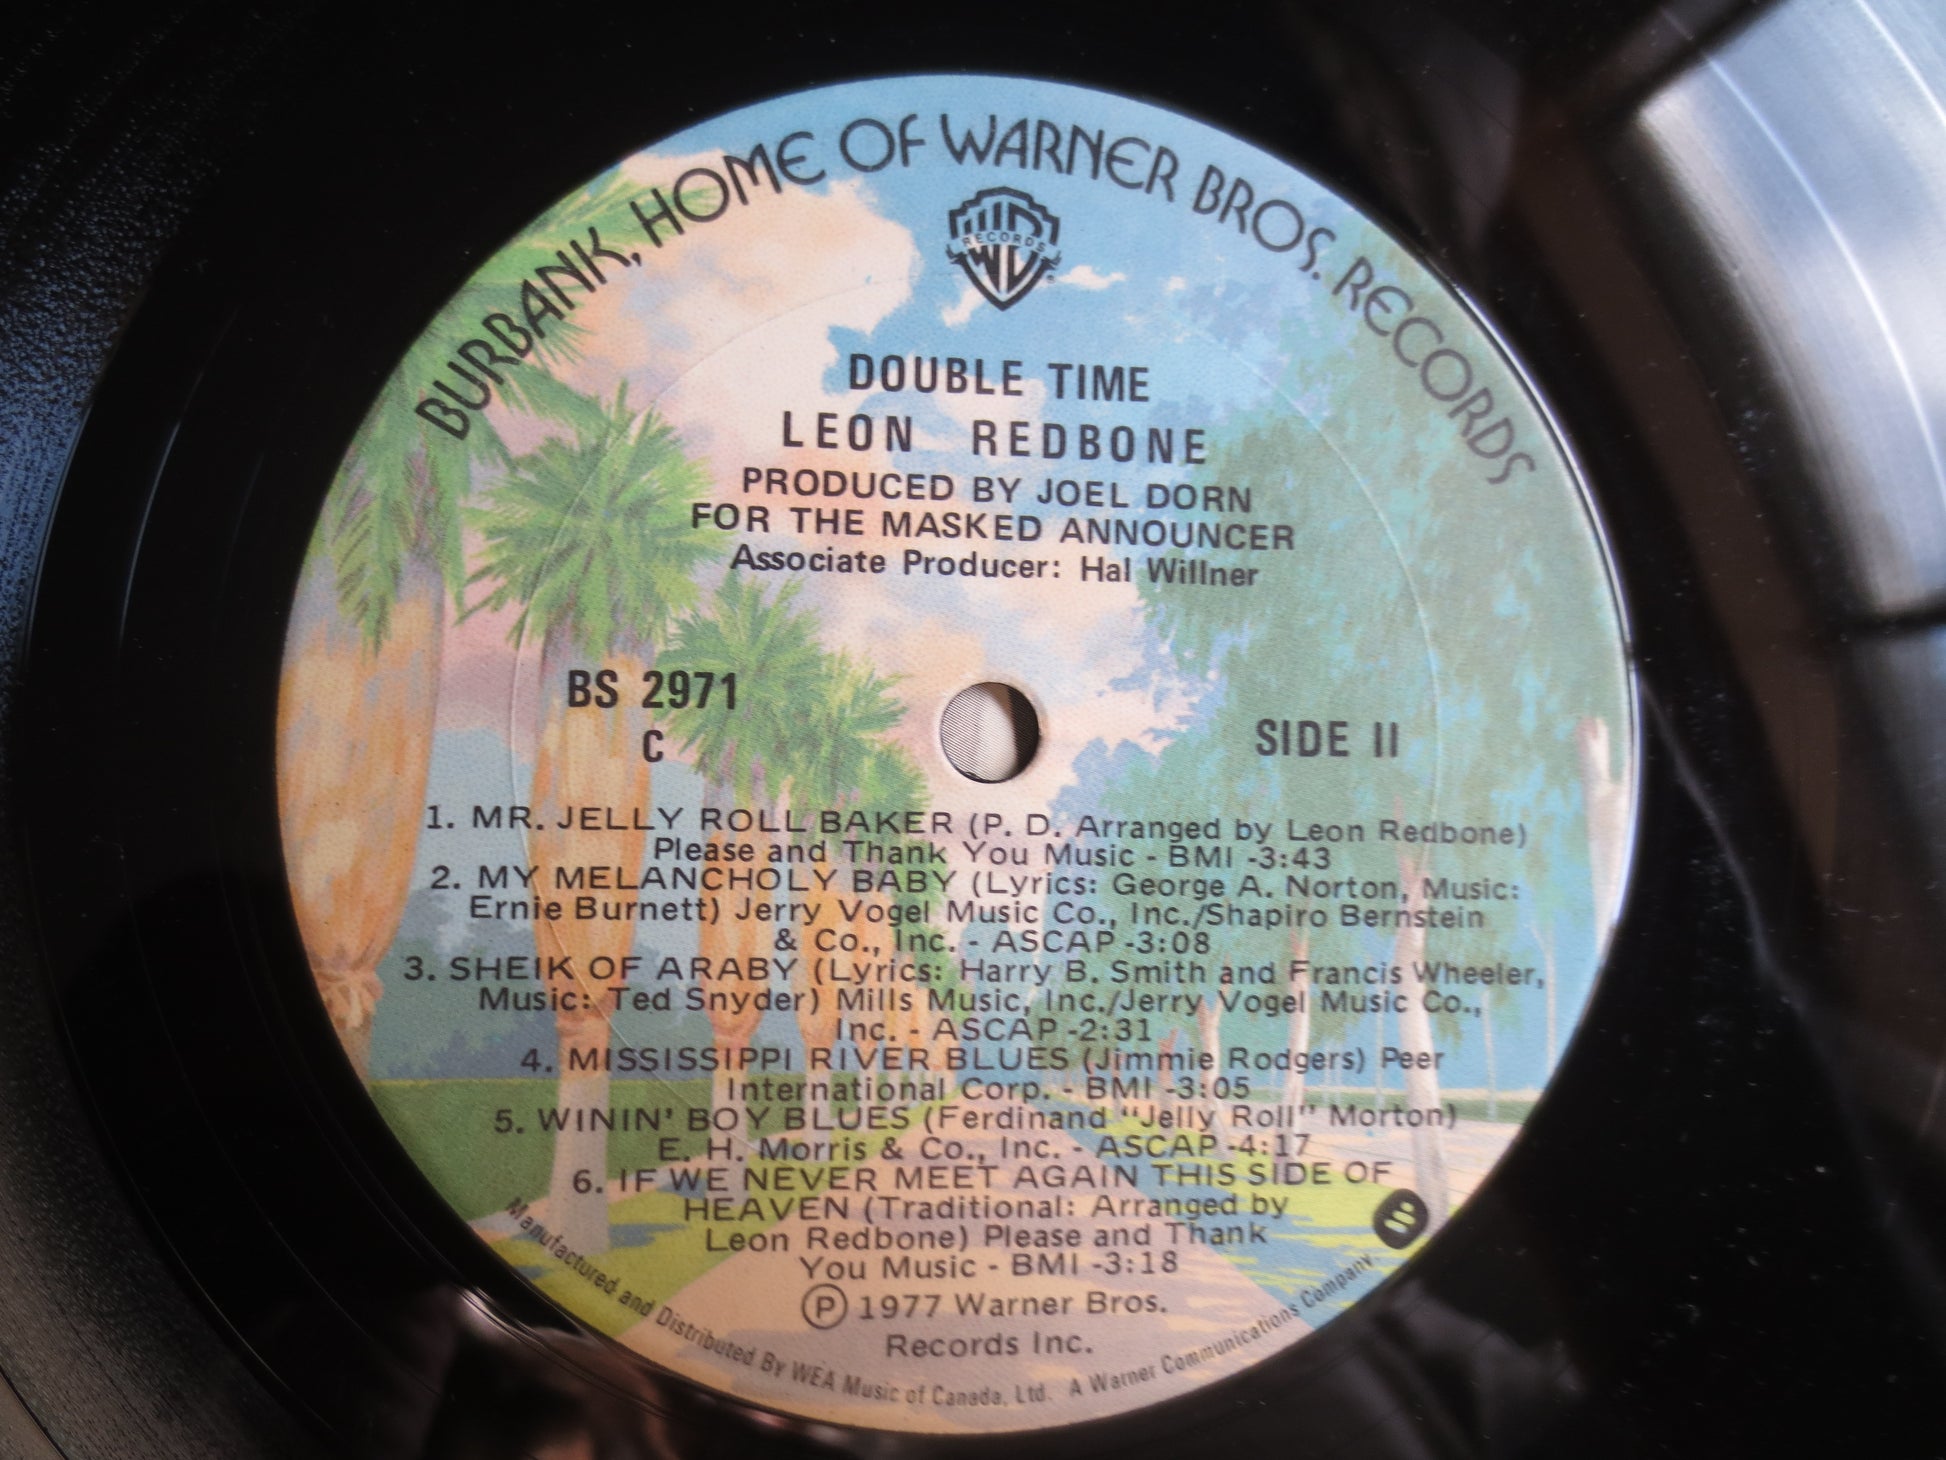 BURBANK, HOME OF WARNER BROS. RECORDS
RECORDS
DOUBLE TIME
LEON REDBONE
PRODUCED BY JOEL DORN
FOR THE MASKED ANNOUNCER
Associate Producer: Hal Willner
BS 2971
C
SIDE II
1. MR. JELLY ROLL BAKER (P. D. Arranged by Leon Redbone)
Please and Thank You Music - BMI -3:43
2. MY MELANCHOLY BABY (Lyrics: George A. Norton, Music:
Ernie Burnett) Jerry Vogel Music Co., Inc./Shapiro Bernstein
& Co., Inc. - ASCAP -3:08
3. SHEIK OF ARABY (Lyrics: Harry B. Smith and Francis Wheeler,
Music: Ted Snyder) Mills Music, Inc./Jerry Vogel Music Co.,
Inc. - ASCAP -2:31
4. MISSISSIPPI RIVER BLUES (Jimmie Rodgers) Peer
International Corp. - BMI -3:05
5. WININ' BOY BLUES (Ferdinand "Jelly Roll" Morton)
E. H. Morris & Co., Inc. - ASCAP -4:17
6. IF WE NEVER MEET AGAIN THIS SIDE OF
HEAVEN (Traditional: Arranged by
Leon Redbone) Please and Thank
You Music - BMI -3:18
Ⓟ 1977 Warner Bros.
Records Inc.
Manufactured and Distributed By WEA Music of Canada, Ltd. A Warner Communications Company